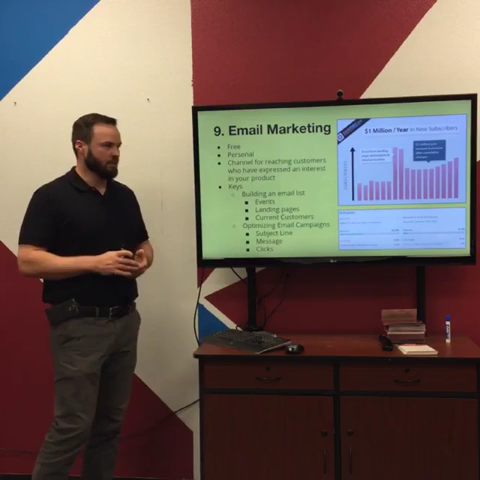 9. Email Marketing
Free
Personal
Channel for reaching customers
who have expressed an interest
in your product
Keys
Building an email list
Events
Landing pages
Current Customers
Optimizing Email Campaigns
Subject Line
Message
Clicks
$1 Million / Year in New Subscribers
LG